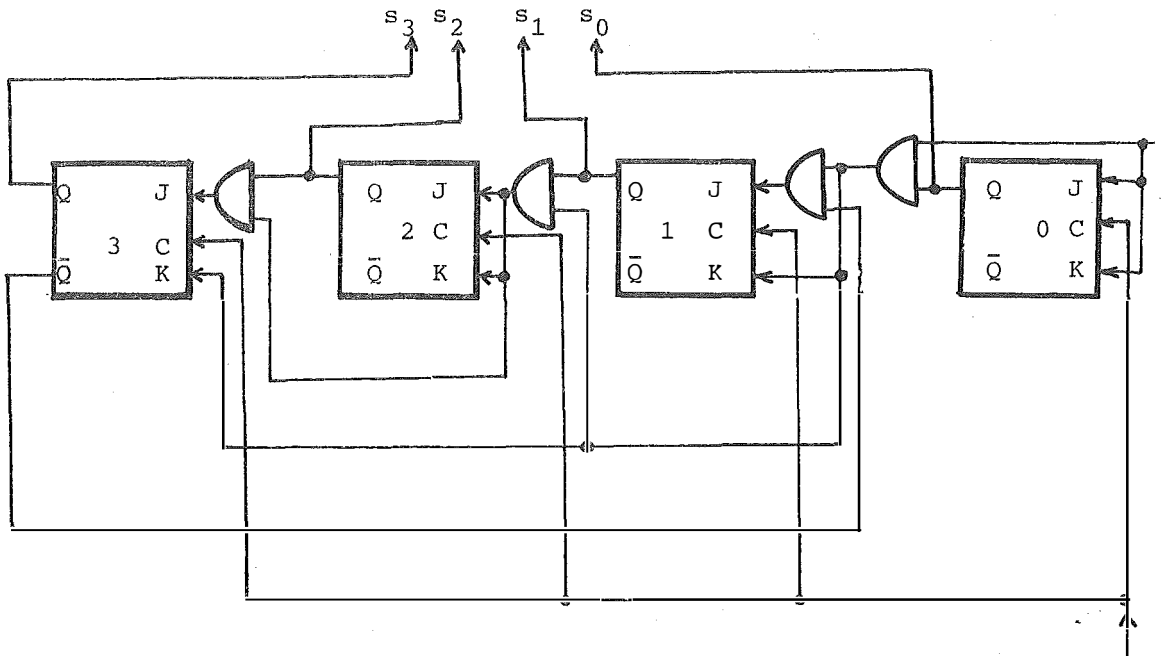 s3 s2 s1 s0
Q J Q J Q J Q J
3 C 2 C 1 C 0 C
Q̄ K Q̄ K Q̄ K Q̄ K